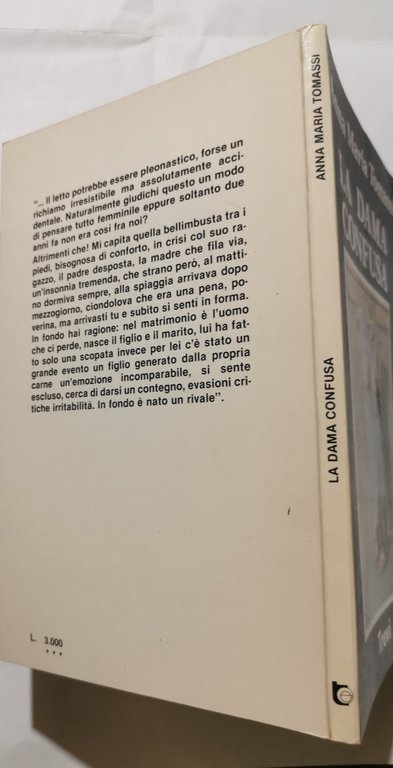 "... Il letto potrebbe essere pleonastico, forse un
richiamo irresistibile ma assolutamente acci-
dentale. Naturalmente giudichi questo un modo
di pensare tutto femminile eppure soltanto due
anni fa non era così fra noi?
Altrimenti che! Mi capita quella bellimbusta tra i
piedi, bisognosa di conforto, in crisi col suo ra-
gazzo, il padre despota, la madre che fila via,
un'insonnia tremenda, che strano però, al matti-
no dormiva sempre, alla spiaggia arrivava dopo
mezzogiorno, ciondolova che era una pena, po-
verina, ma arrivasti tu e subito si sentì in forma.
In fondo hai ragione: nel matrimonio è l'uomo
che ci perde, nasce il figlio e il marito, lui ha fat-
to solo una scopata invece per lei c'è stato un
grande evento un figlio generato dalla propria
carne un'emozione incomparabile, si sente
escluso, cerca di darsi un contegno, evasioni cri-
tiche irritabilità. In fondo è nato un rivale".
L. 3.000
ANNA MARIA TOMASSI
LA DAMA CONFUSA
Maria
LA DAMA
CONFUSA
Trevi